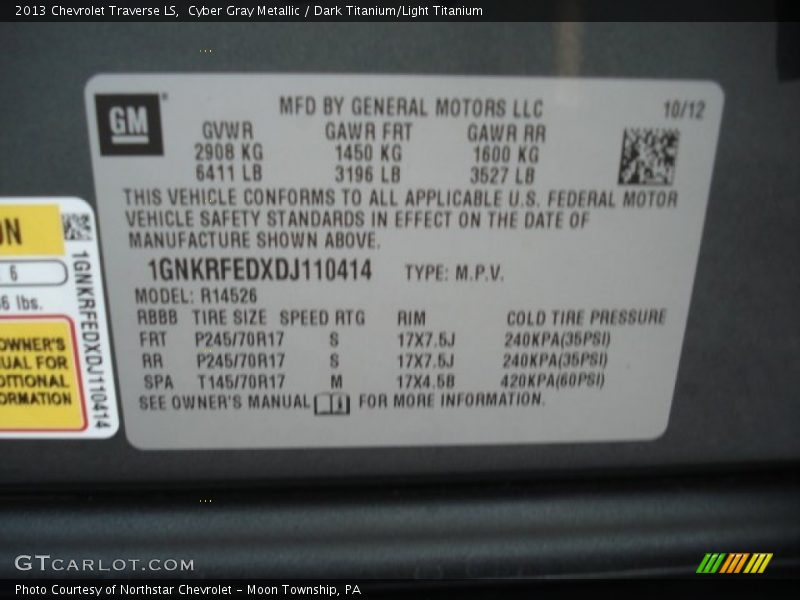 2013 Chevrolet Traverse LS, Cyber Gray Metallic / Dark Titanium/Light Titanium
GM
MFD BY GENERAL MOTORS LLC 10/12
GVWR GAWR FRT GAWR RR
2908 KG 1450 KG 1600 KG
6411 LB 3196 LB 3527 LB
THIS VEHICLE CONFORMS TO ALL APPLICABLE U.S. FEDERAL MOTOR
VEHICLE SAFETY STANDARDS IN EFFECT ON THE DATE OF
MANUFACTURE SHOWN ABOVE.
1GNKRFEDXDJ110414 TYPE: M.P.V.
MODEL: R14526
RBBB TIRE SIZE SPEED RTG RIM COLD TIRE PRESSURE
FRT P245/70R17 S 17X7.5J 240KPA(35PSI)
RR P245/70R17 S 17X7.5J 240KPA(35PSI)
SPA T145/70R17 M 17X4.5B 420KPA(60PSI)
SEE OWNER'S MANUAL FOR MORE INFORMATION.
6
lbs.
OWNER'S
FOR
1GNKRFEDXDJ110414
GTCARLOT.COM
Photo Courtesy of Northstar Chevrolet - Moon Township, PA